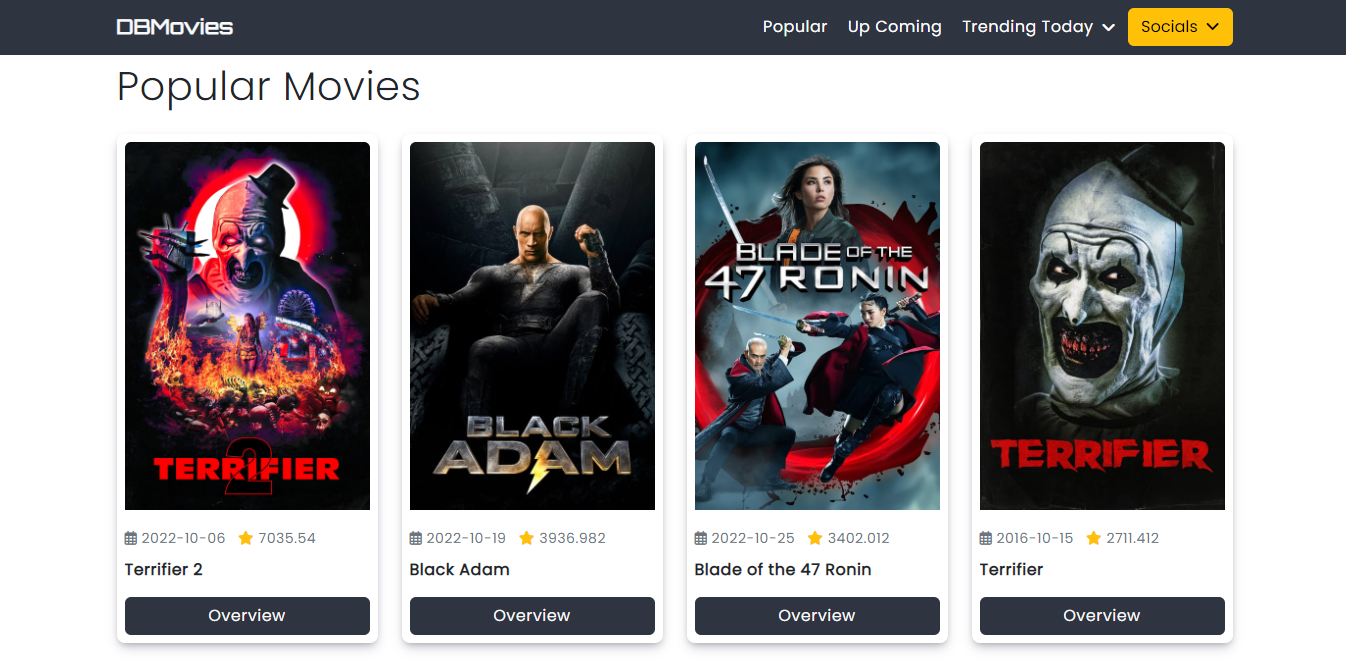 DBMovies
Popular Up Coming Trending Today Socials
Popular Movies
TERRIFIER 2
BLACK
ADAM
BLADE OF THE
47 RONIN
TERRIFIER
2022-10-06 7035.54
Terrifier 2
Overview
2022-10-19 3936.982
Black Adam
Overview
2022-10-25 3402.012
Blade of the 47 Ronin
Overview
2016-10-15 2711.412
Terrifier
Overview